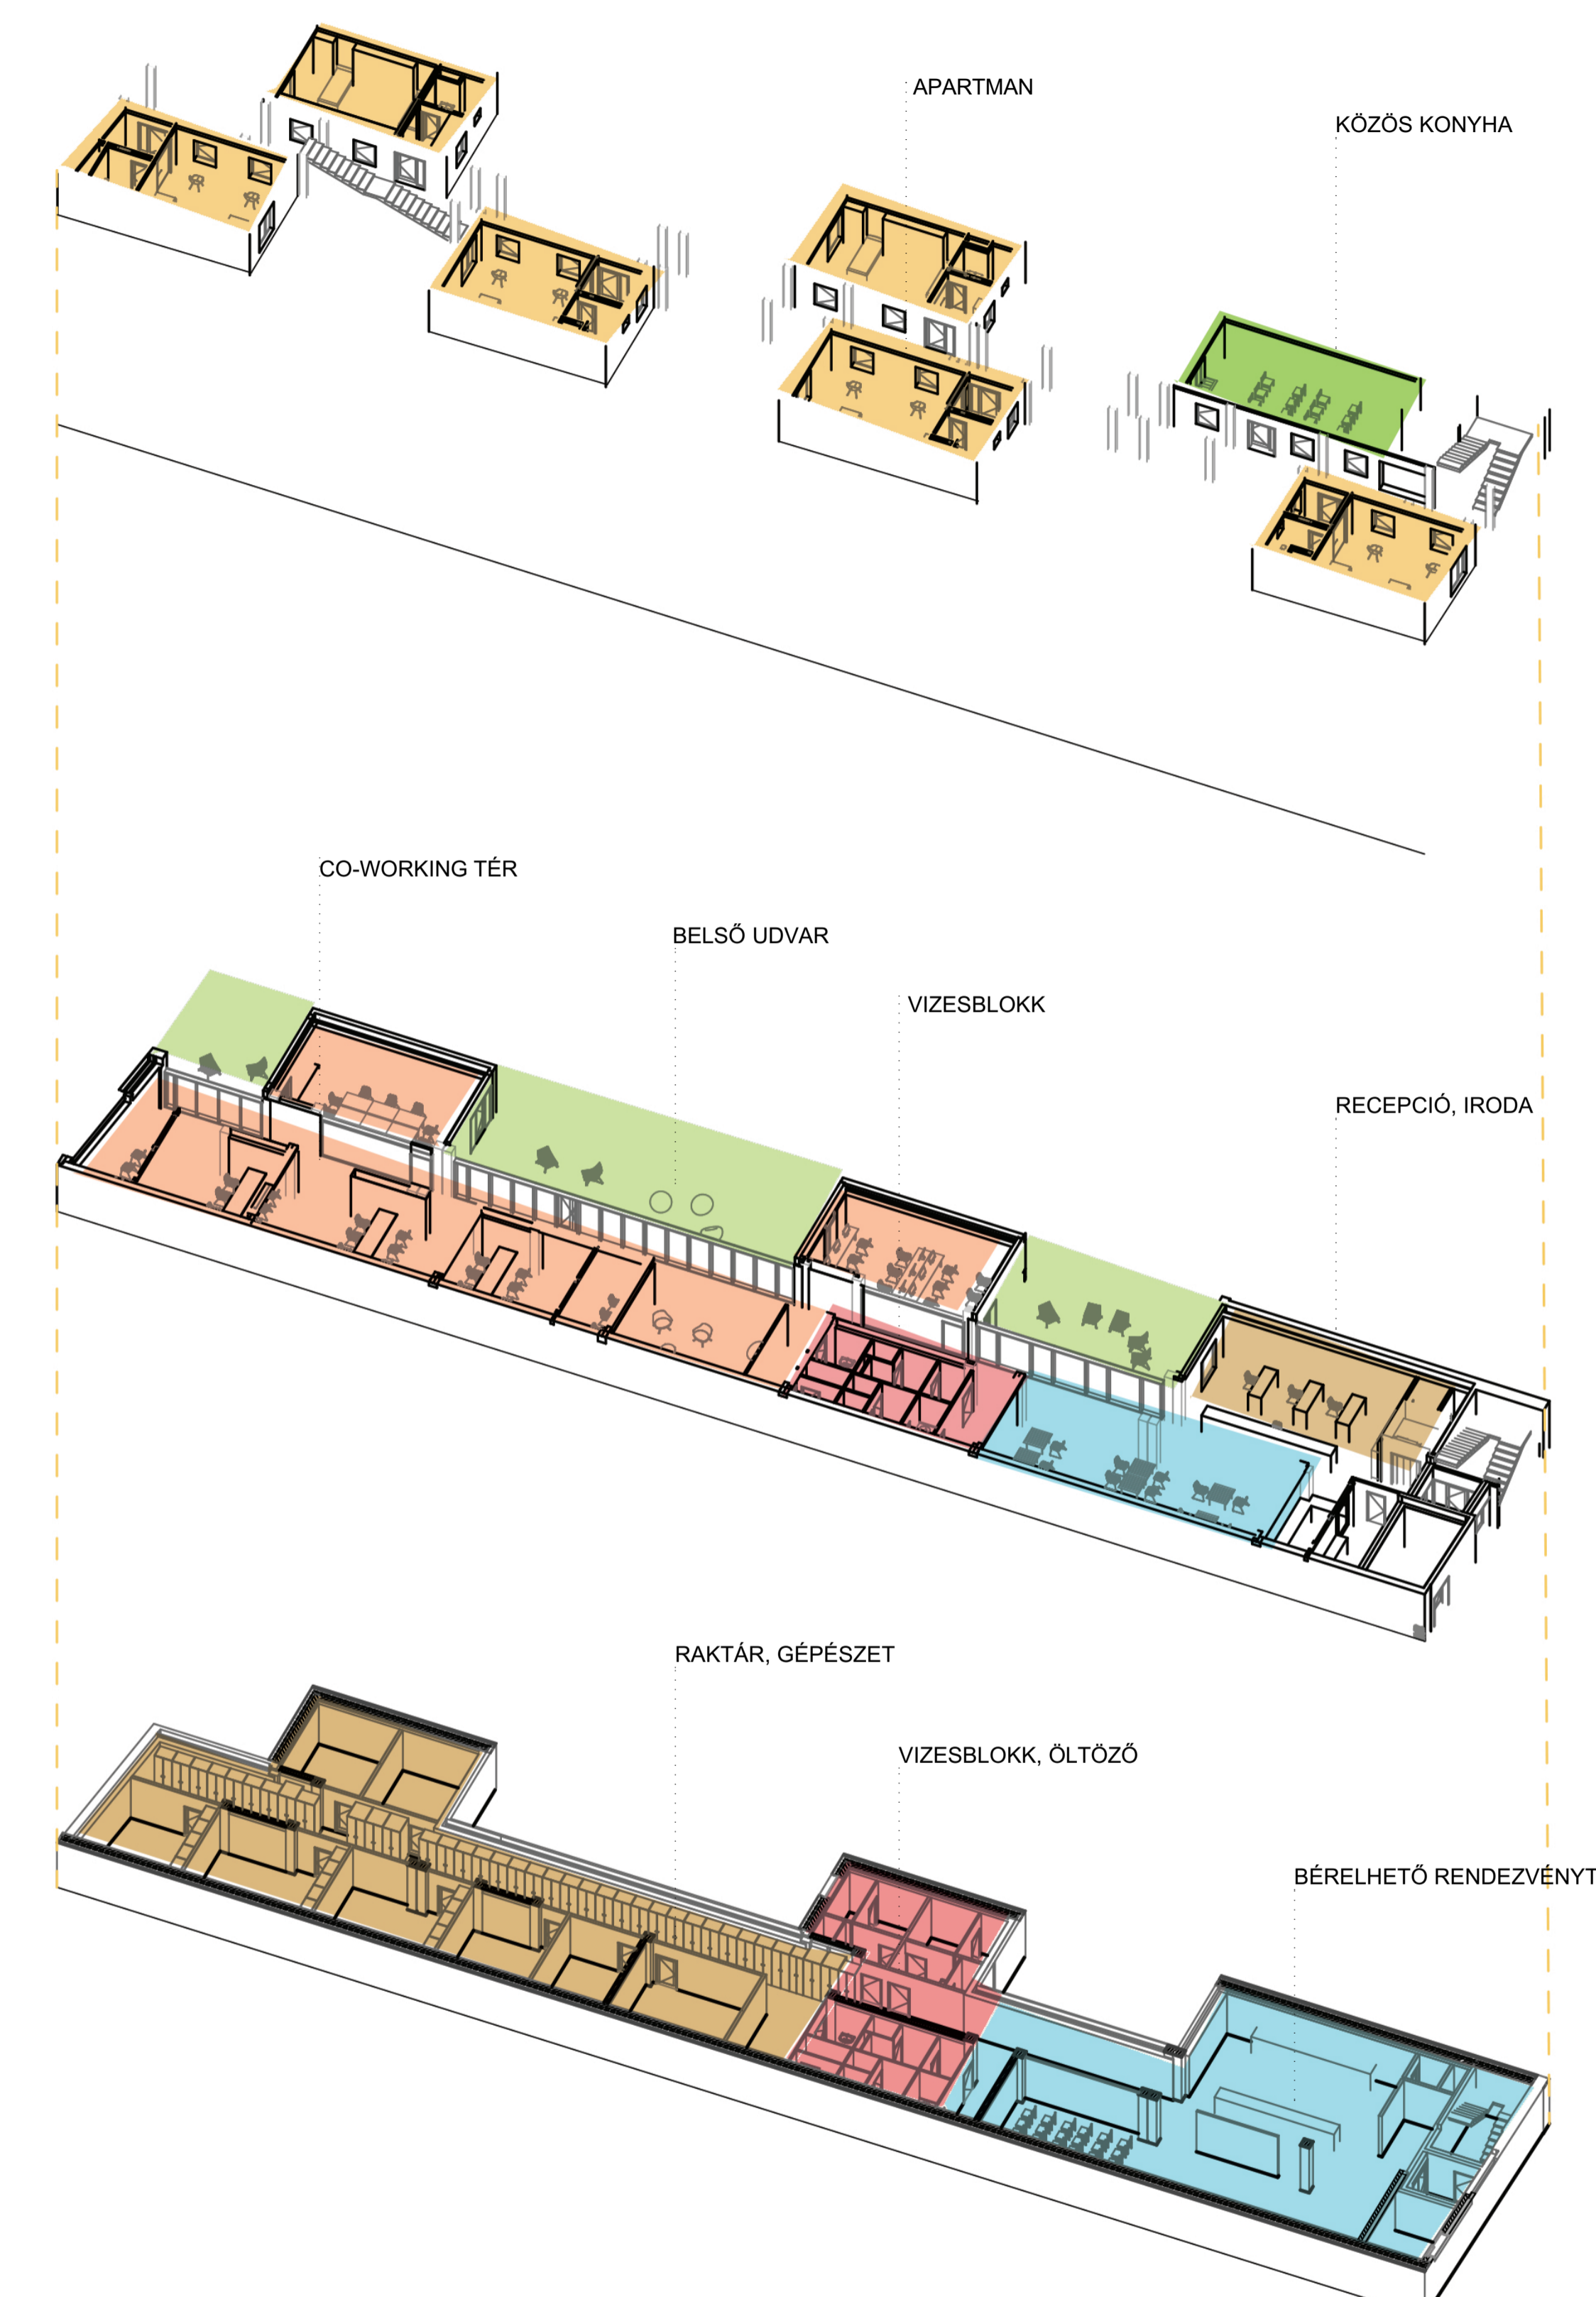 APARTMAN
KÖZÖS KONYHA
CO-WORKING TÉR
BELSŐ UDVAR
VIZESBLOKK
RECEPCIÓ, IRODA
RAKTÁR, GÉPÉSZET
VIZESBLOKK, ÖLTÖZŐ
BÉRELHETŐ RENDEZVÉNYT